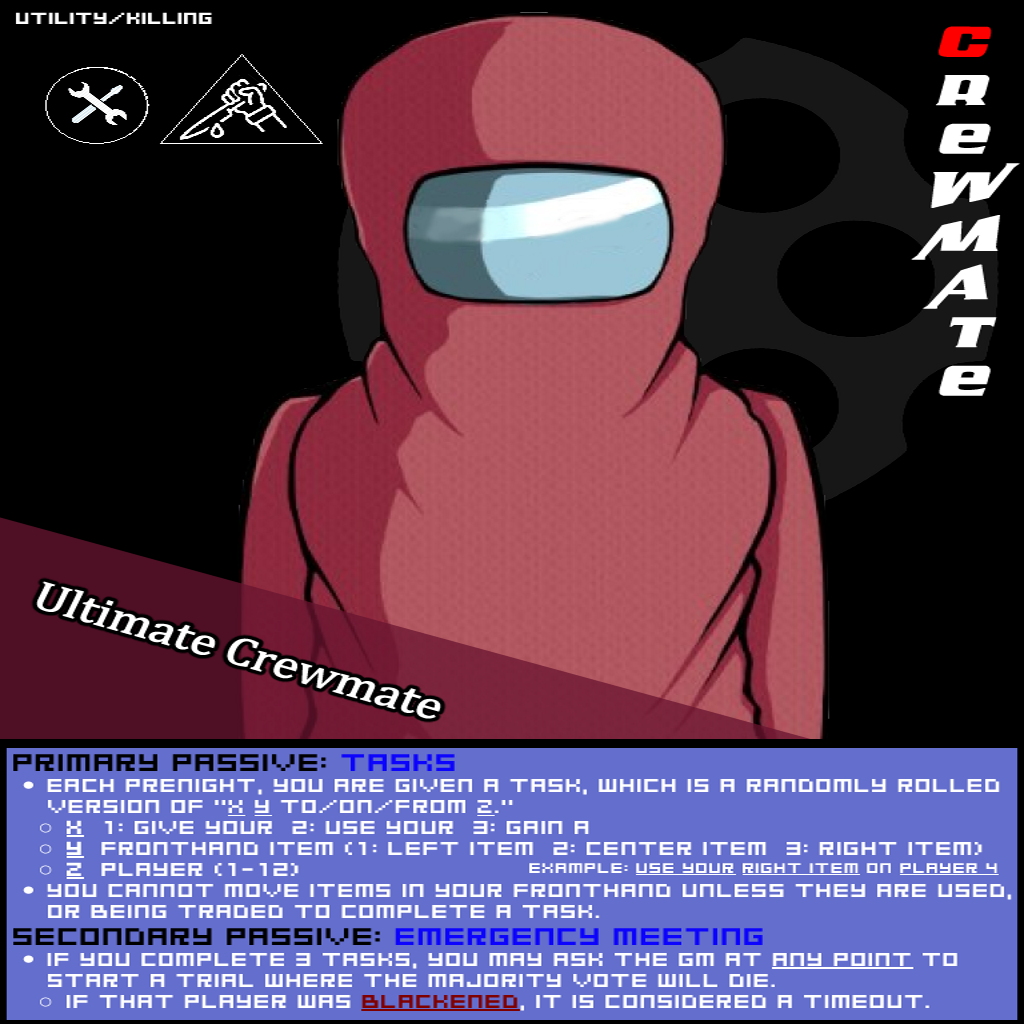 UTILITY/KILLING
CREWMATE
Ultimate Crewmate
PRIMARY PASSIVE: TASKS
• EACH PRENIGHT, YOU ARE GIVEN A TASK, WHICH IS A RANDOMLY ROLLED
VERSION OF "X Y TO/ON/FROM Z."
○ X 1: GIVE YOUR 2: USE YOUR 3: GAIN A
○ Y FRONTHAND ITEM (1: LEFT ITEM 2: CENTER ITEM 3: RIGHT ITEM)
○ Z PLAYER (1-12) EXAMPLE: USE YOUR RIGHT ITEM ON PLAYER 4
• YOU CANNOT MOVE ITEMS IN YOUR FRONTHAND UNLESS THEY ARE USED,
OR BEING TRADED TO COMPLETE A TASK.
SECONDARY PASSIVE: EMERGENCY MEETING
• IF YOU COMPLETE 3 TASKS, YOU MAY ASK THE GM AT ANY POINT TO
START A TRIAL WHERE THE MAJORITY VOTE WILL DIE.
○ IF THAT PLAYER WAS BLACKENED, IT IS CONSIDERED A TIMEOUT.